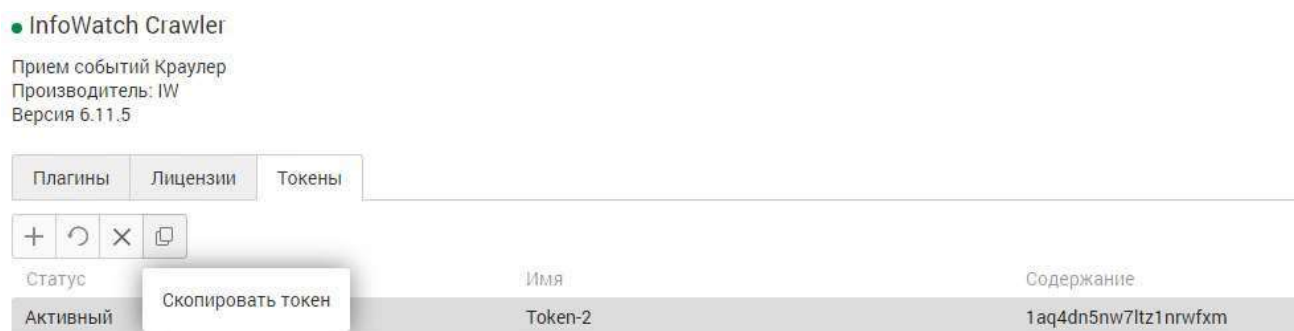 InfoWatch Crawler
Прием событий Краулер
Производитель: IW
Версия 6.11.5
Плагины Лицензии Токены
Статус Имя Содержание
Скопировать токен
Активный Token-2 1aq4dn5nw7ltz1nrwfxm